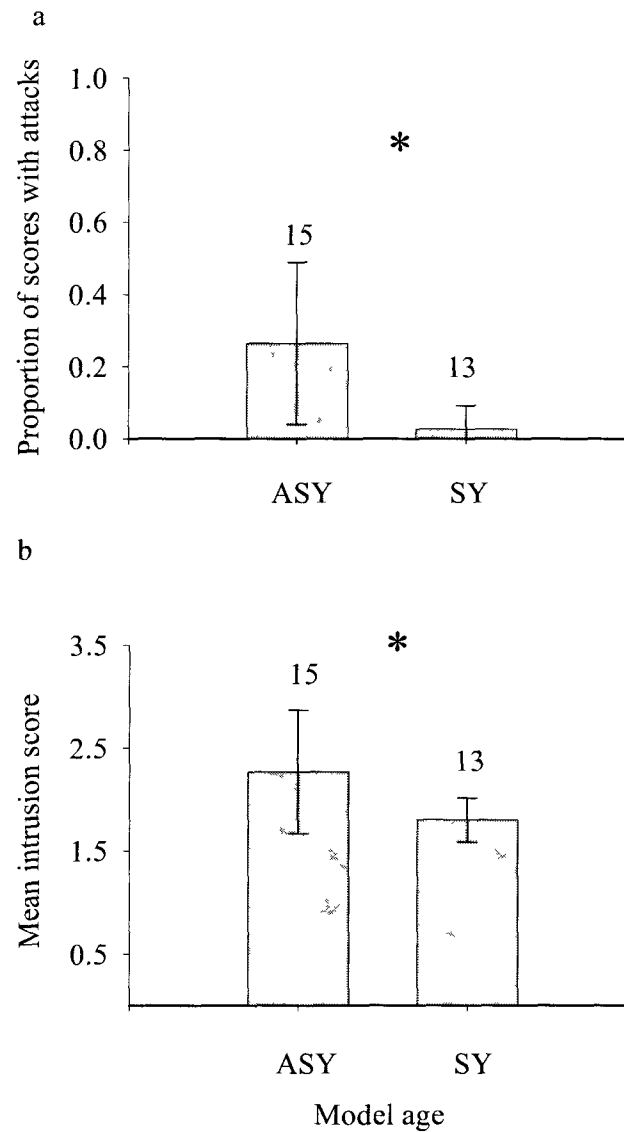 a
Proportion of scores with attacks
1.0
0.8
0.6
0.4
0.2
0.0
*
15
13
ASY SY
b
Mean intrusion score
3.5
2.5
1.5
0.5
*
15
13
ASY SY
Model age